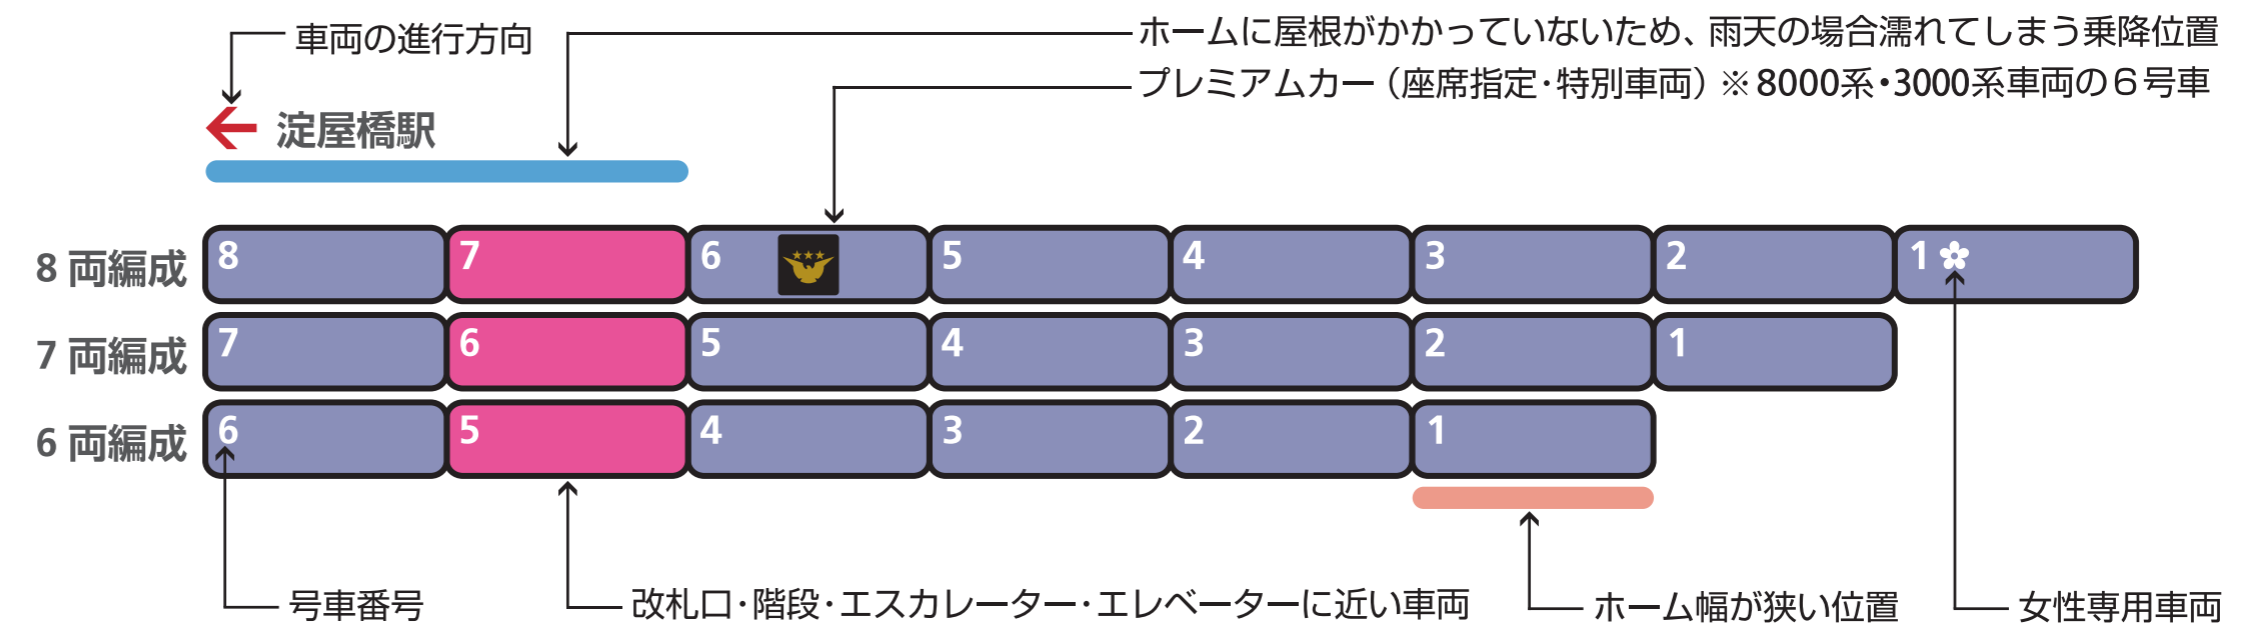 車両の進行方向
ホームに屋根がかかっていないため、雨天の場合濡れてしまう乗降位置
プレミアムカー（座席指定・特別車両）※8000系・3000系車両の６号車
淀屋橋駅
8 両編成 8 7 6 5 4 3 2 1
7 両編成 7 6 5 4 3 2 1
6 両編成 6 5 4 3 2 1
号車番号
改札口・階段・エスカレーター・エレベーターに近い車両
ホーム幅が狭い位置
女性専用車両